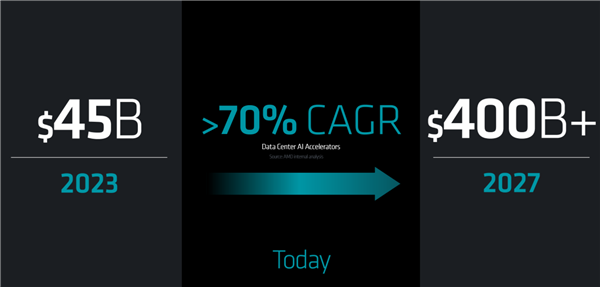 $45B
2023
>70% CAGR
Data Center AI Accelerators
Source: AMD internal analysis
Today
$400B+
2027